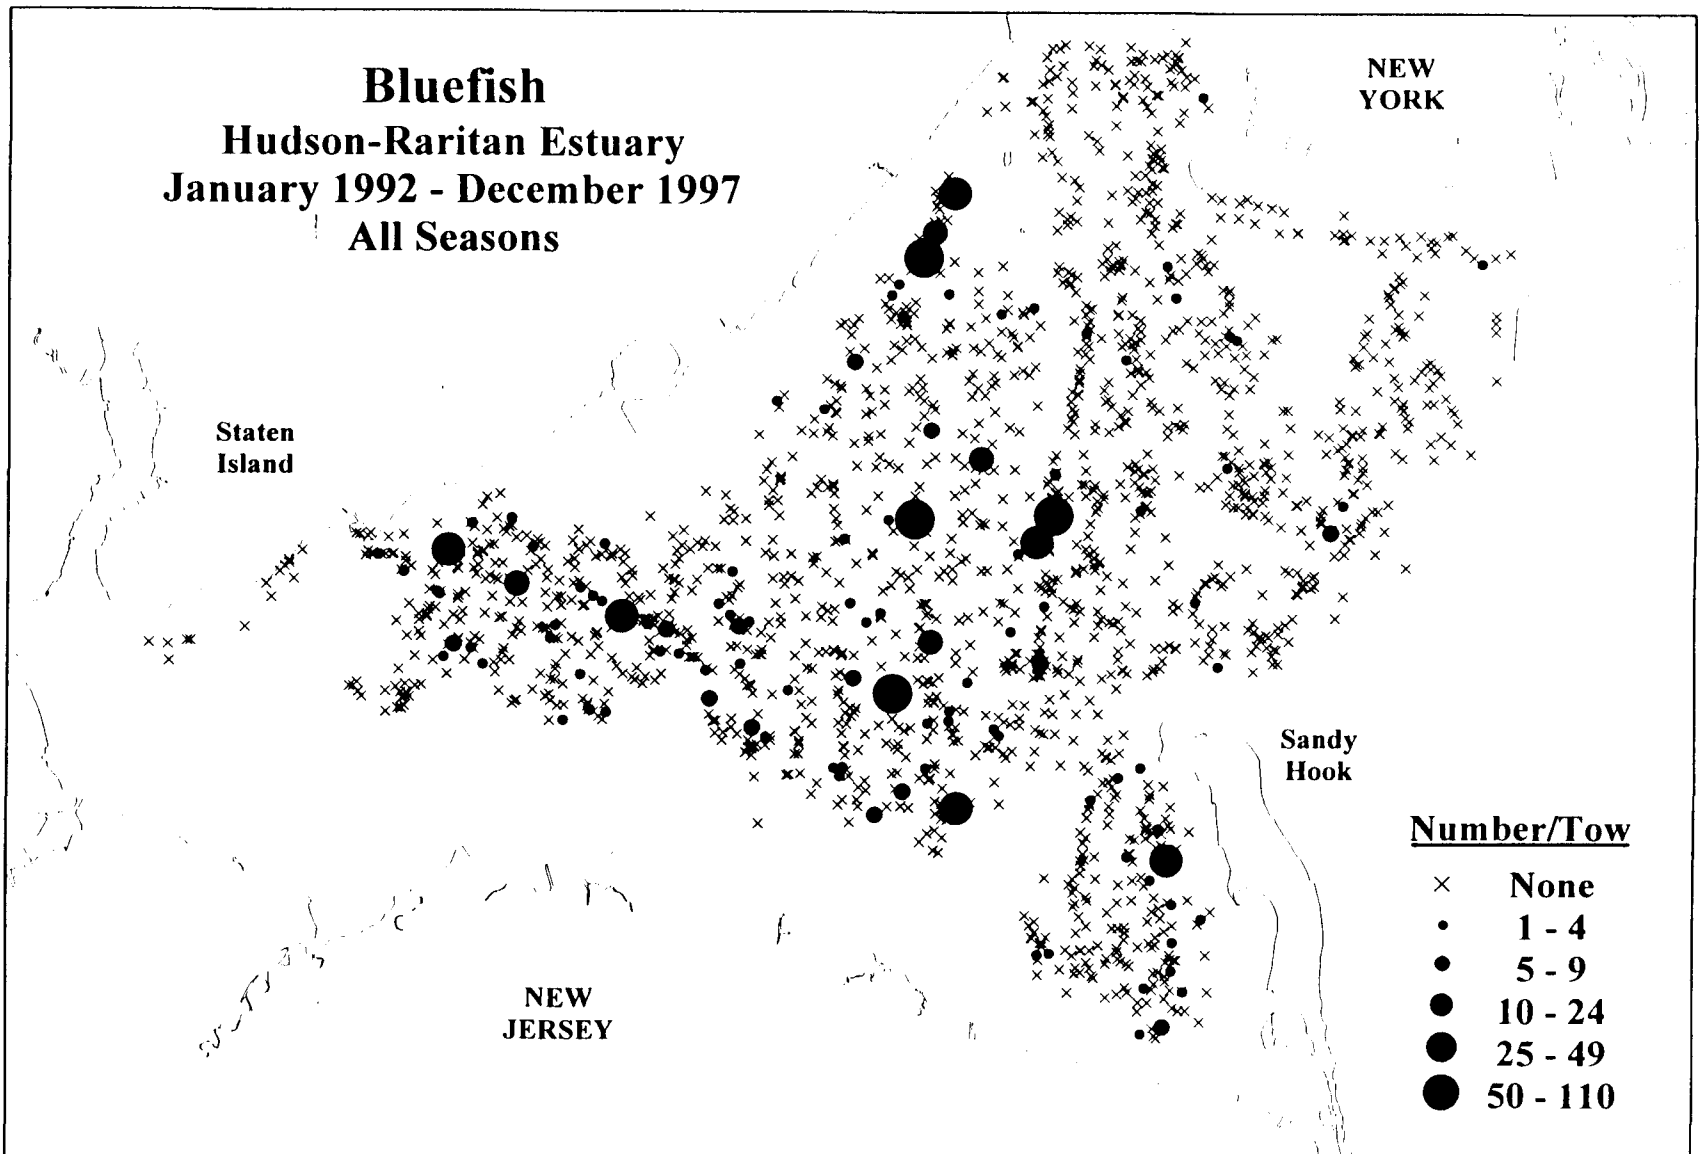 Bluefish
Hudson-Raritan Estuary
January 1992 - December 1997
All Seasons
NEW
YORK
Staten
Island
Sandy
Hook
NEW
JERSEY
Number/Tow
None
1 - 4
5 - 9
10 - 24
25 - 49
50 - 110